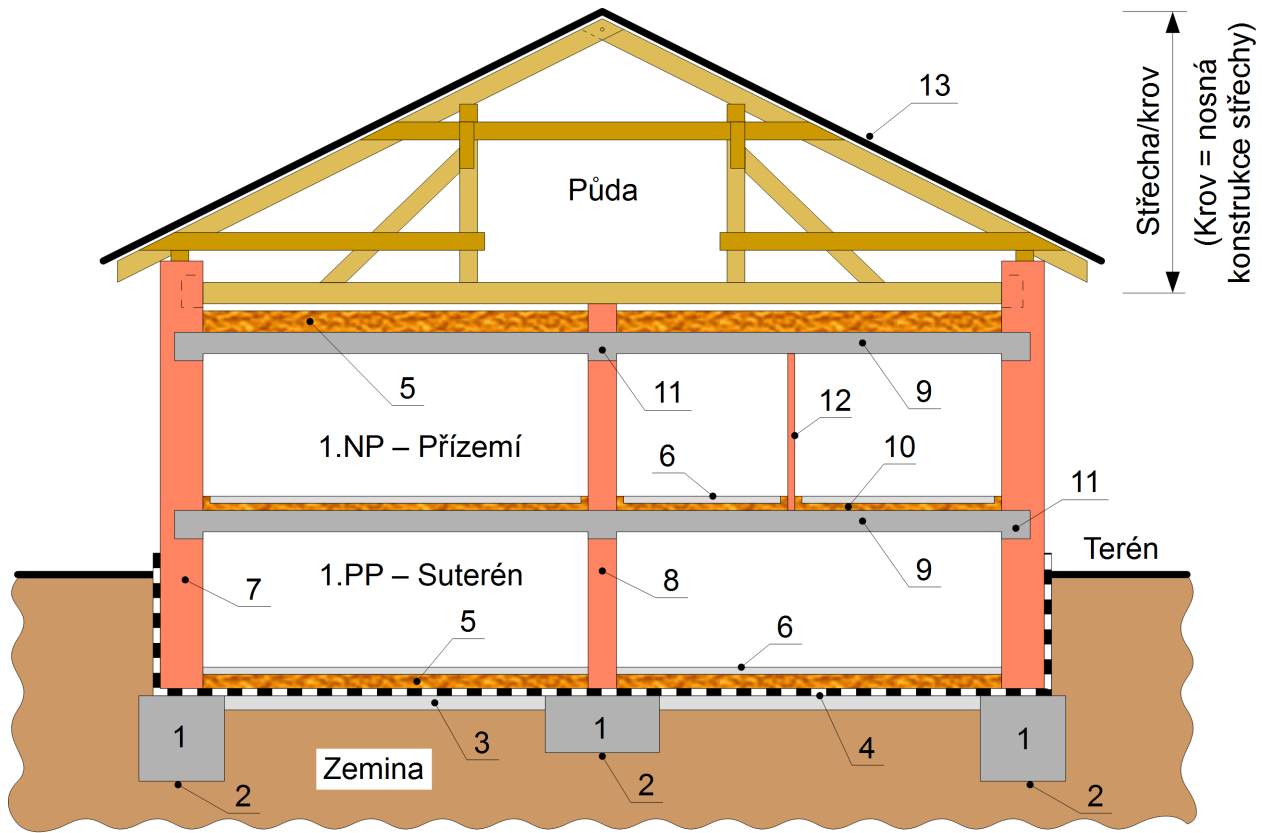 13
Střecha/krov
(Krov = nosná
konstrukce střechy)
Půda
5
11
9
12
1.NP – Přízemí
6
10
11
Terén
1.PP – Suterén
7
8
9
5
6
1
1
1
3
4
Zemina
2
2
2